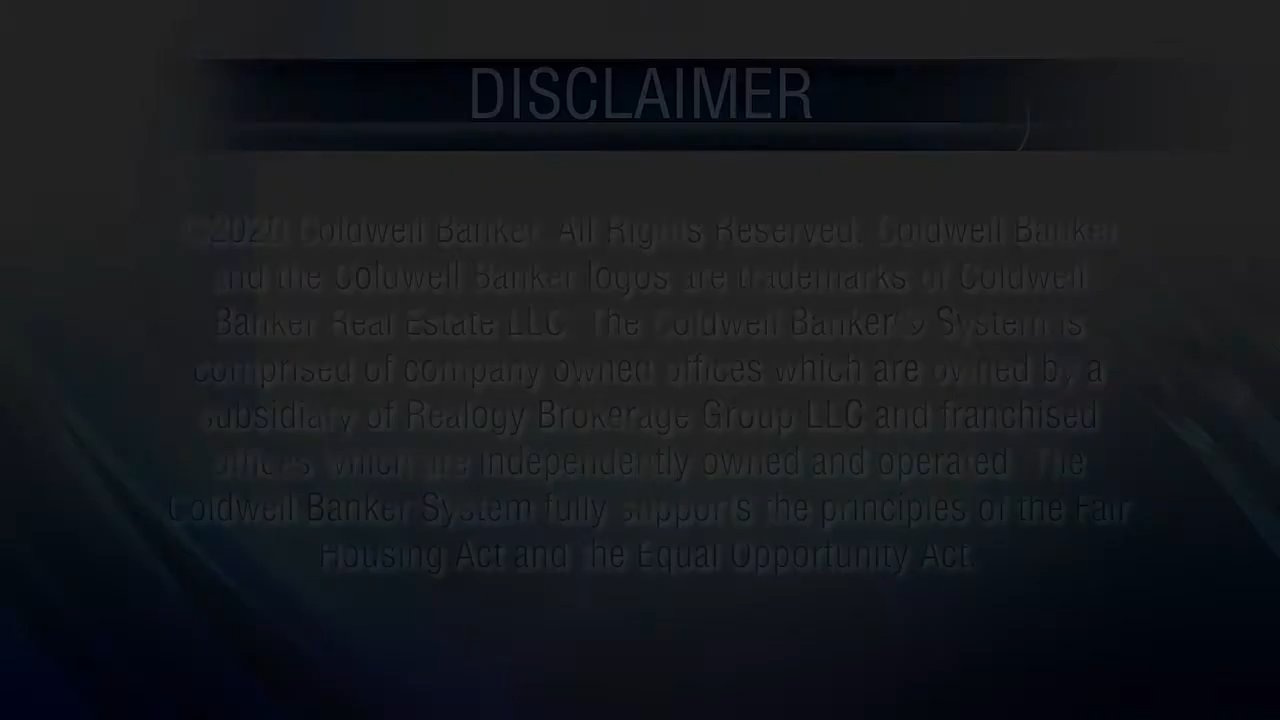 DISCLAIMER
©2020 Coldwell Banker. All Rights Reserved. Coldwell Banker
and the Coldwell Banker logos are trademarks of Coldwell
Banker Real Estate LLC. The Coldwell Banker® System is
comprised of company owned offices which are owned by a
subsidiary of Realogy Brokerage Group LLC and franchised
offices which are independently owned and operated. The
Coldwell Banker System fully supports the principles of the Fair
Housing Act and the Equal Opportunity Act.